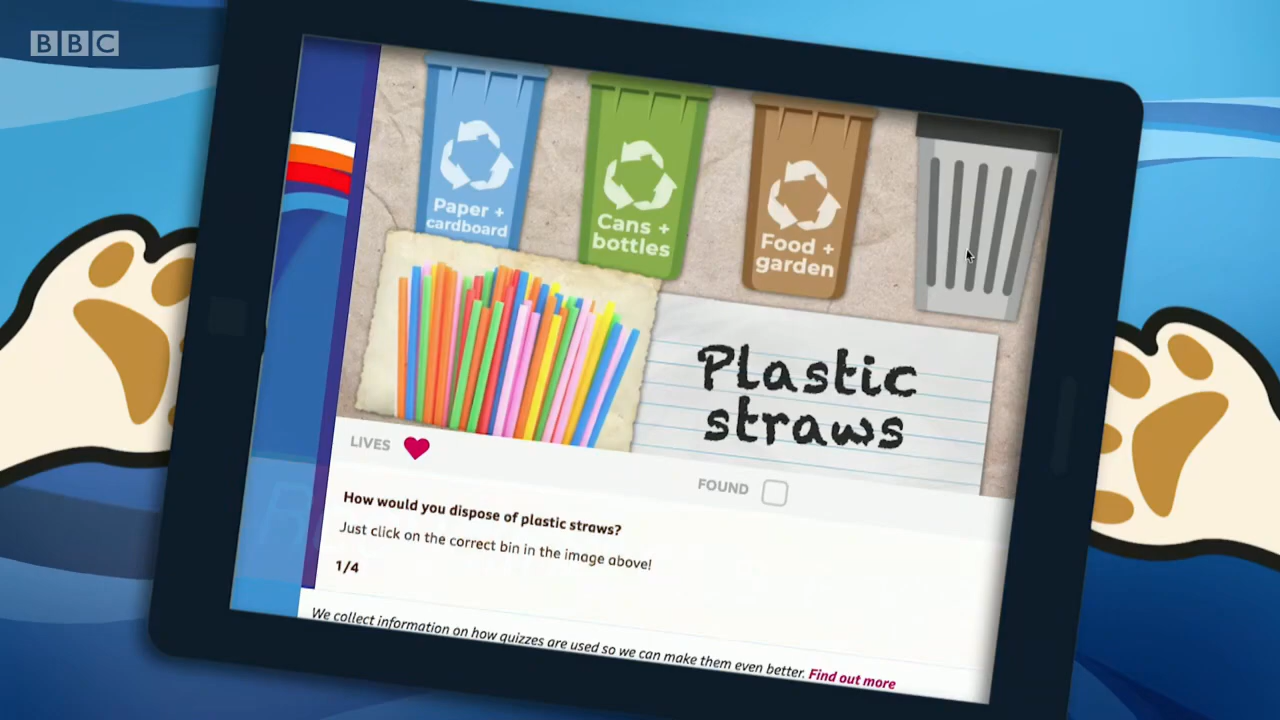 BBC
Paper +
cardboard
Cans +
bottles
Food +
garden
Plastic
straws
LIVES
FOUND
How would you dispose of plastic straws?
Just click on the correct bin in the image above!
1/4
We collect information on how quizzes are used so we can make them even better. Find out more